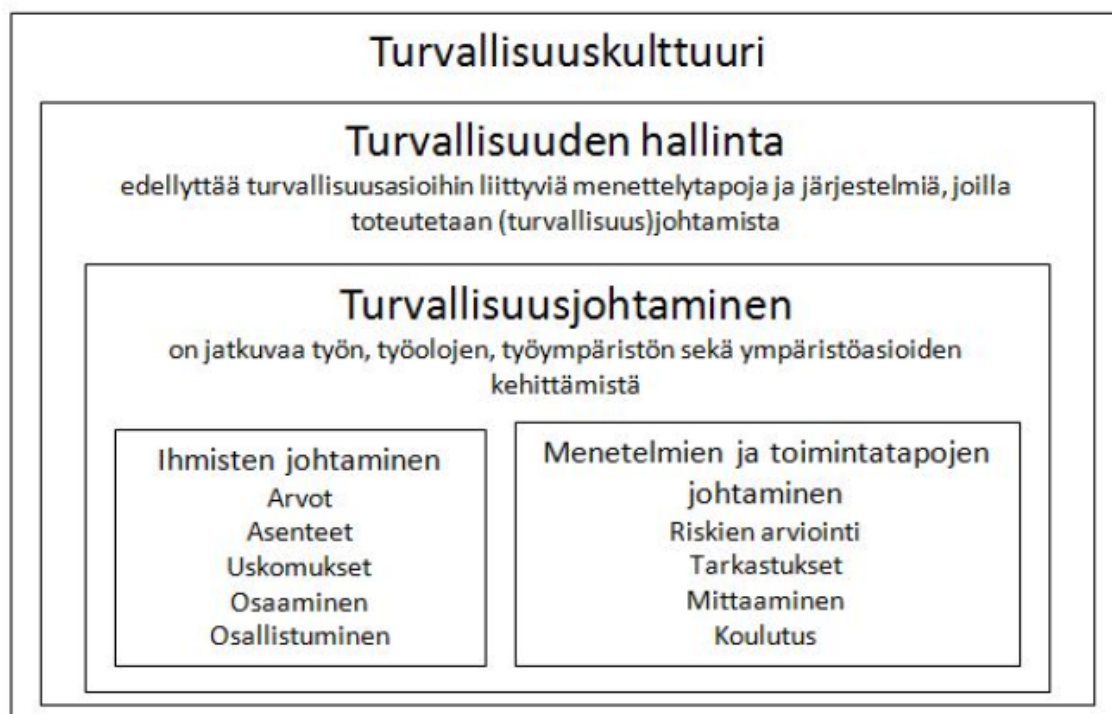 Turvallisuuskulttuuri
Turvallisuuden hallinta
edellyttää turvallisuusasioihin liittyviä menettelytapoja ja järjestelmiä, joilla
toteutetaan (turvallisuus)johtamista
Turvallisuusjohtaminen
on jatkuvaa työn, työolojen, työympäristön sekä ympäristöasioiden
kehittämistä
Ihmisten johtaminen
Arvot
Asenteet
Uskomukset
Osaaminen
Osallistuminen
Menetelmien ja toimintatapojen
johtaminen
Riskien arviointi
Tarkastukset
Mittaaminen
Koulutus